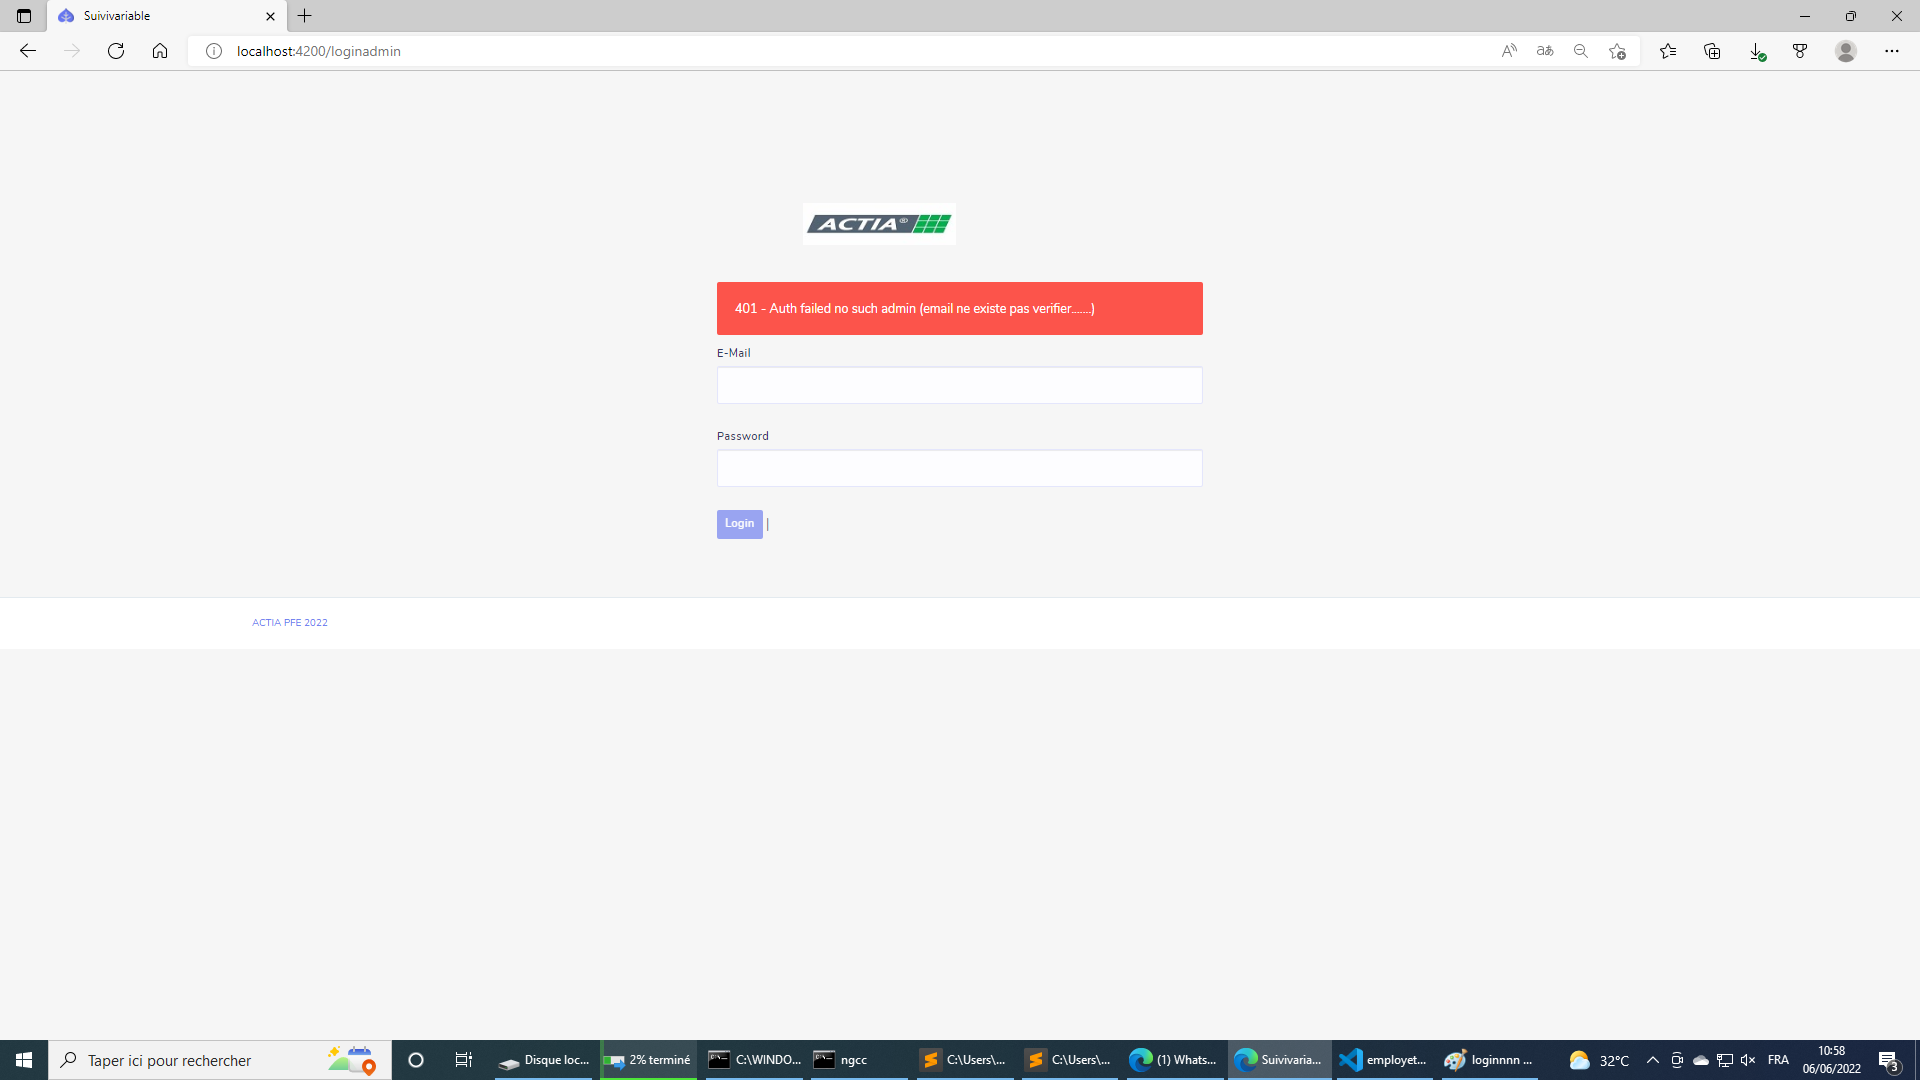 Suivivariable
localhost:4200/loginadmin
ACTIA®
401 - Auth failed no such admin (email ne existe pas verifier.......)
E-Mail
Password
Login |
ACTIA PFE 2022
Taper ici pour rechercher
Disque loc...
2% terminé
C:\WINDO...
ngcc
C:\Users\...
C:\Users\...
(1) Whats...
Suivivaria...
employet...
loginnnn ...
32°C
FRA
10:58
06/06/2022
3